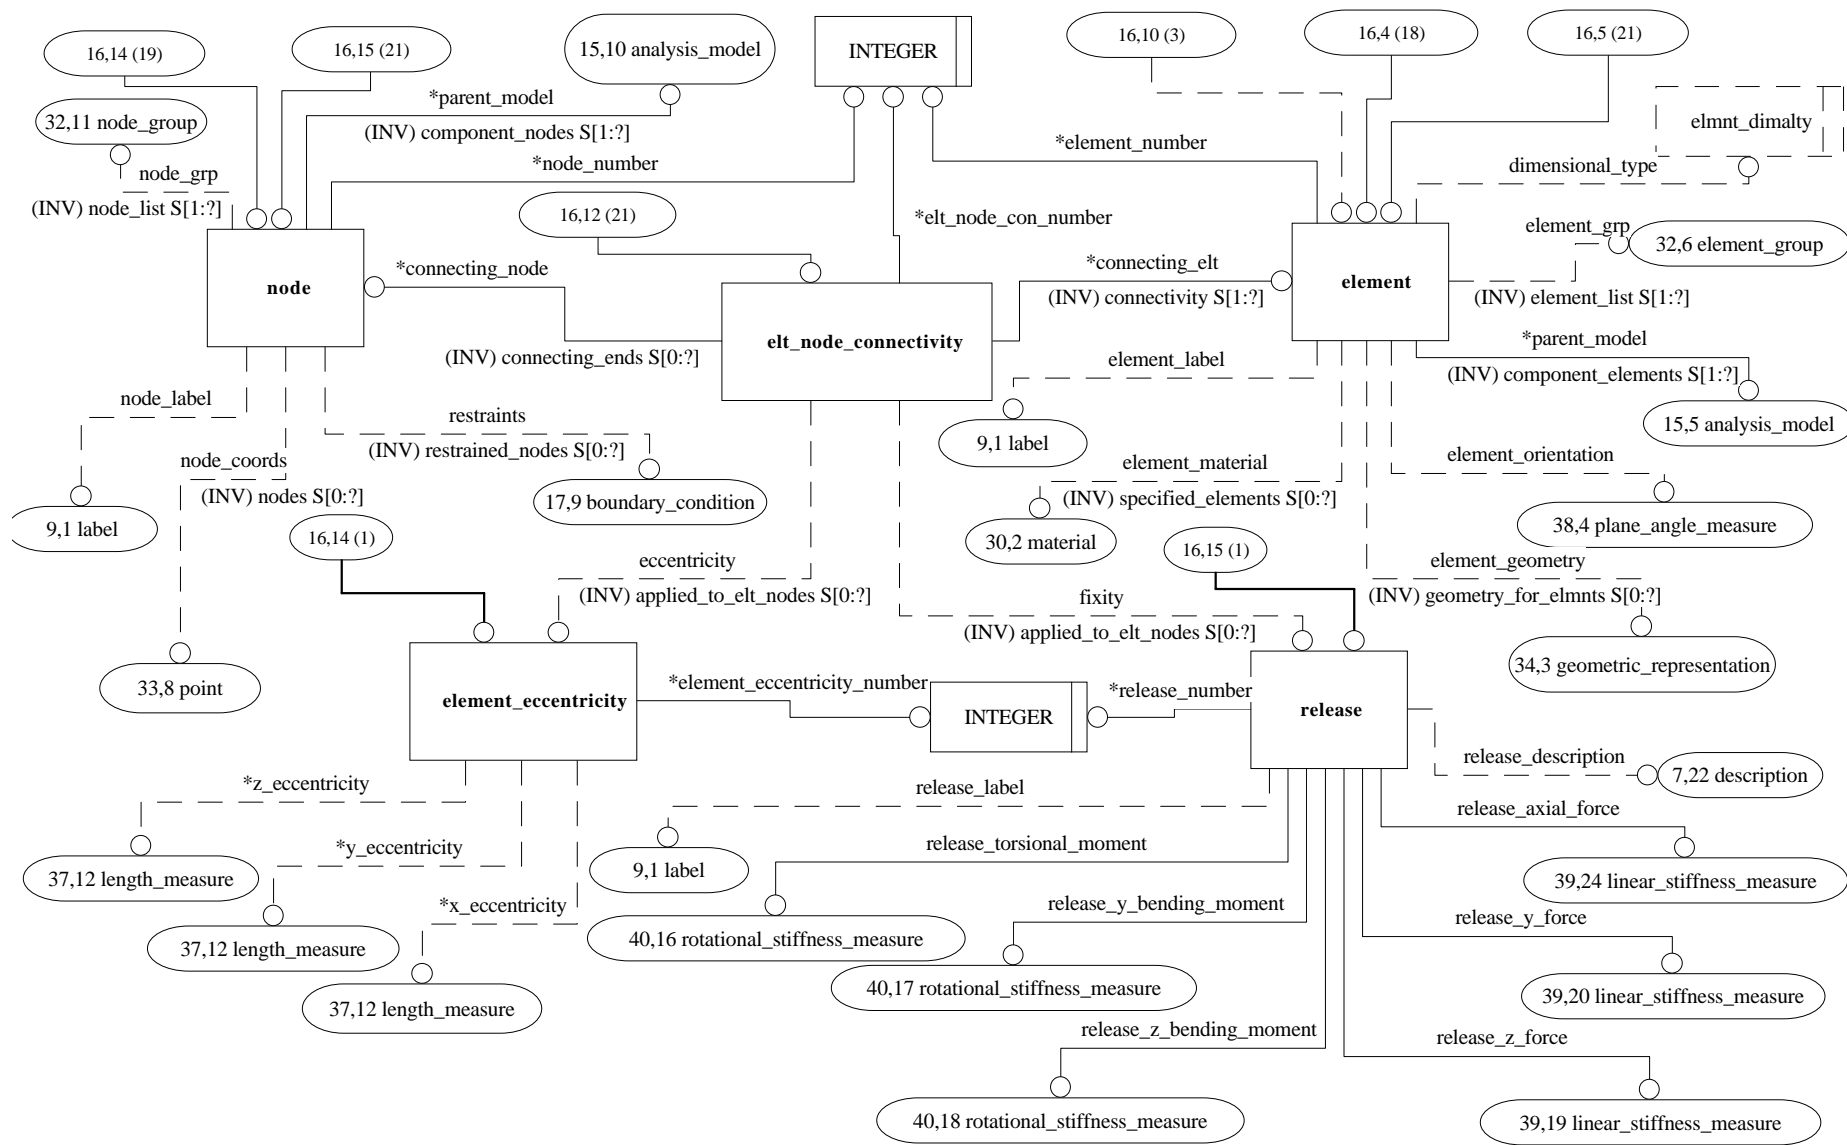 16,14 (19)
16,15 (21)
15,10 analysis_model
INTEGER
16,10 (3)
16,4 (18)
16,5 (21)
*parent_model
(INV) component_nodes S[1:?]
32,11 node_group
elmnt_dimalty
*element_number
*node_number
dimensional_type
node_grp
(INV) node_list S[1:?]
16,12 (21)
*elt_node_con_number
element_grp
32,6 element_group
*connecting_node
*connecting_elt
node
element
(INV) connectivity S[1:?]
(INV) element_list S[1:?]
elt_node_connectivity
(INV) connecting_ends S[0:?]
*parent_model
element_label
(INV) component_elements S[1:?]
node_label
restraints
15,5 analysis_model
(INV) restrained_nodes S[0:?]
9,1 label
node_coords
element_material
element_orientation
(INV) nodes S[0:?]
17,9 boundary_condition
(INV) specified_elements S[0:?]
9,1 label
38,4 plane_angle_measure
16,14 (1)
30,2 material
16,15 (1)
eccentricity
element_geometry
(INV) applied_to_elt_nodes S[0:?]
fixity
(INV) geometry_for_elmnts S[0:?]
(INV) applied_to_elt_nodes S[0:?]
34,3 geometric_representation
33,8 point
*element_eccentricity_number
*release_number
element_eccentricity
INTEGER
release
release_description
7,22 description
*z_eccentricity
release_label
release_axial_force
*y_eccentricity
release_torsional_moment
37,12 length_measure
9,1 label
39,24 linear_stiffness_measure
*x_eccentricity
release_y_bending_moment
release_y_force
37,12 length_measure
40,16 rotational_stiffness_measure
40,17 rotational_stiffness_measure
39,20 linear_stiffness_measure
37,12 length_measure
release_z_bending_moment
release_z_force
40,18 rotational_stiffness_measure
39,19 linear_stiffness_measure